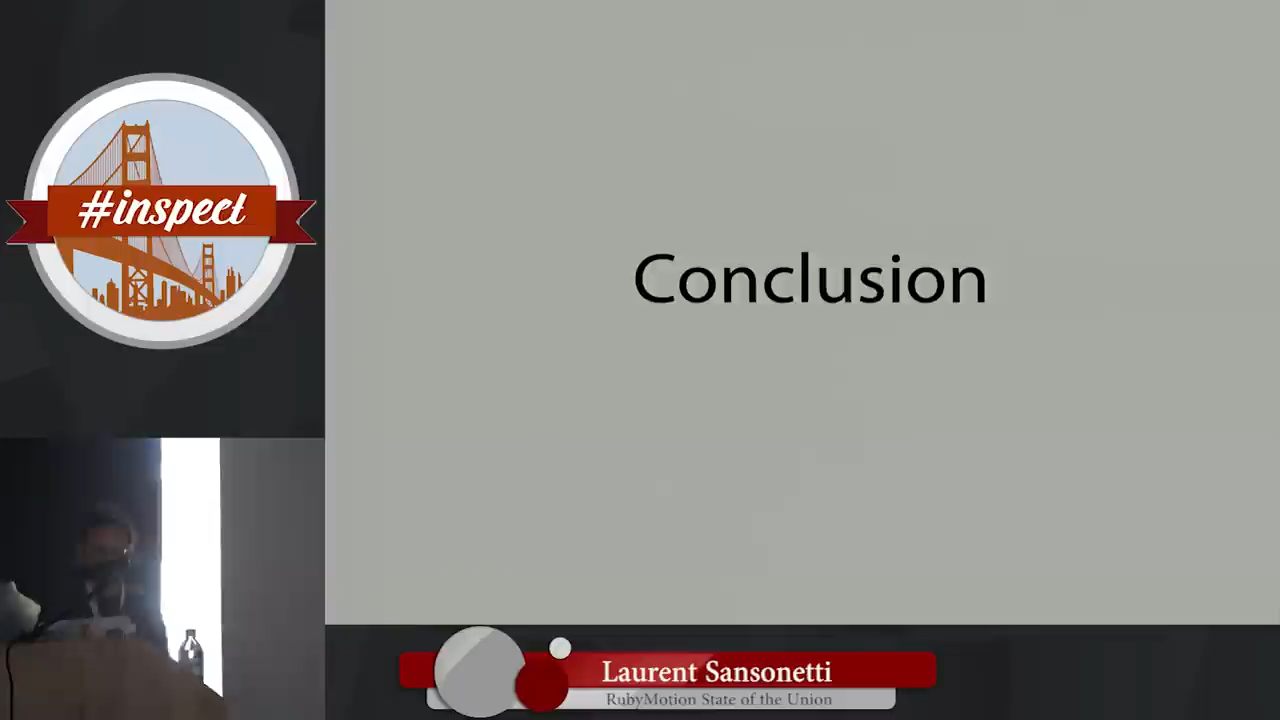 #inspect
Conclusion
Laurent Sansonetti
RubyMotion State of the Union